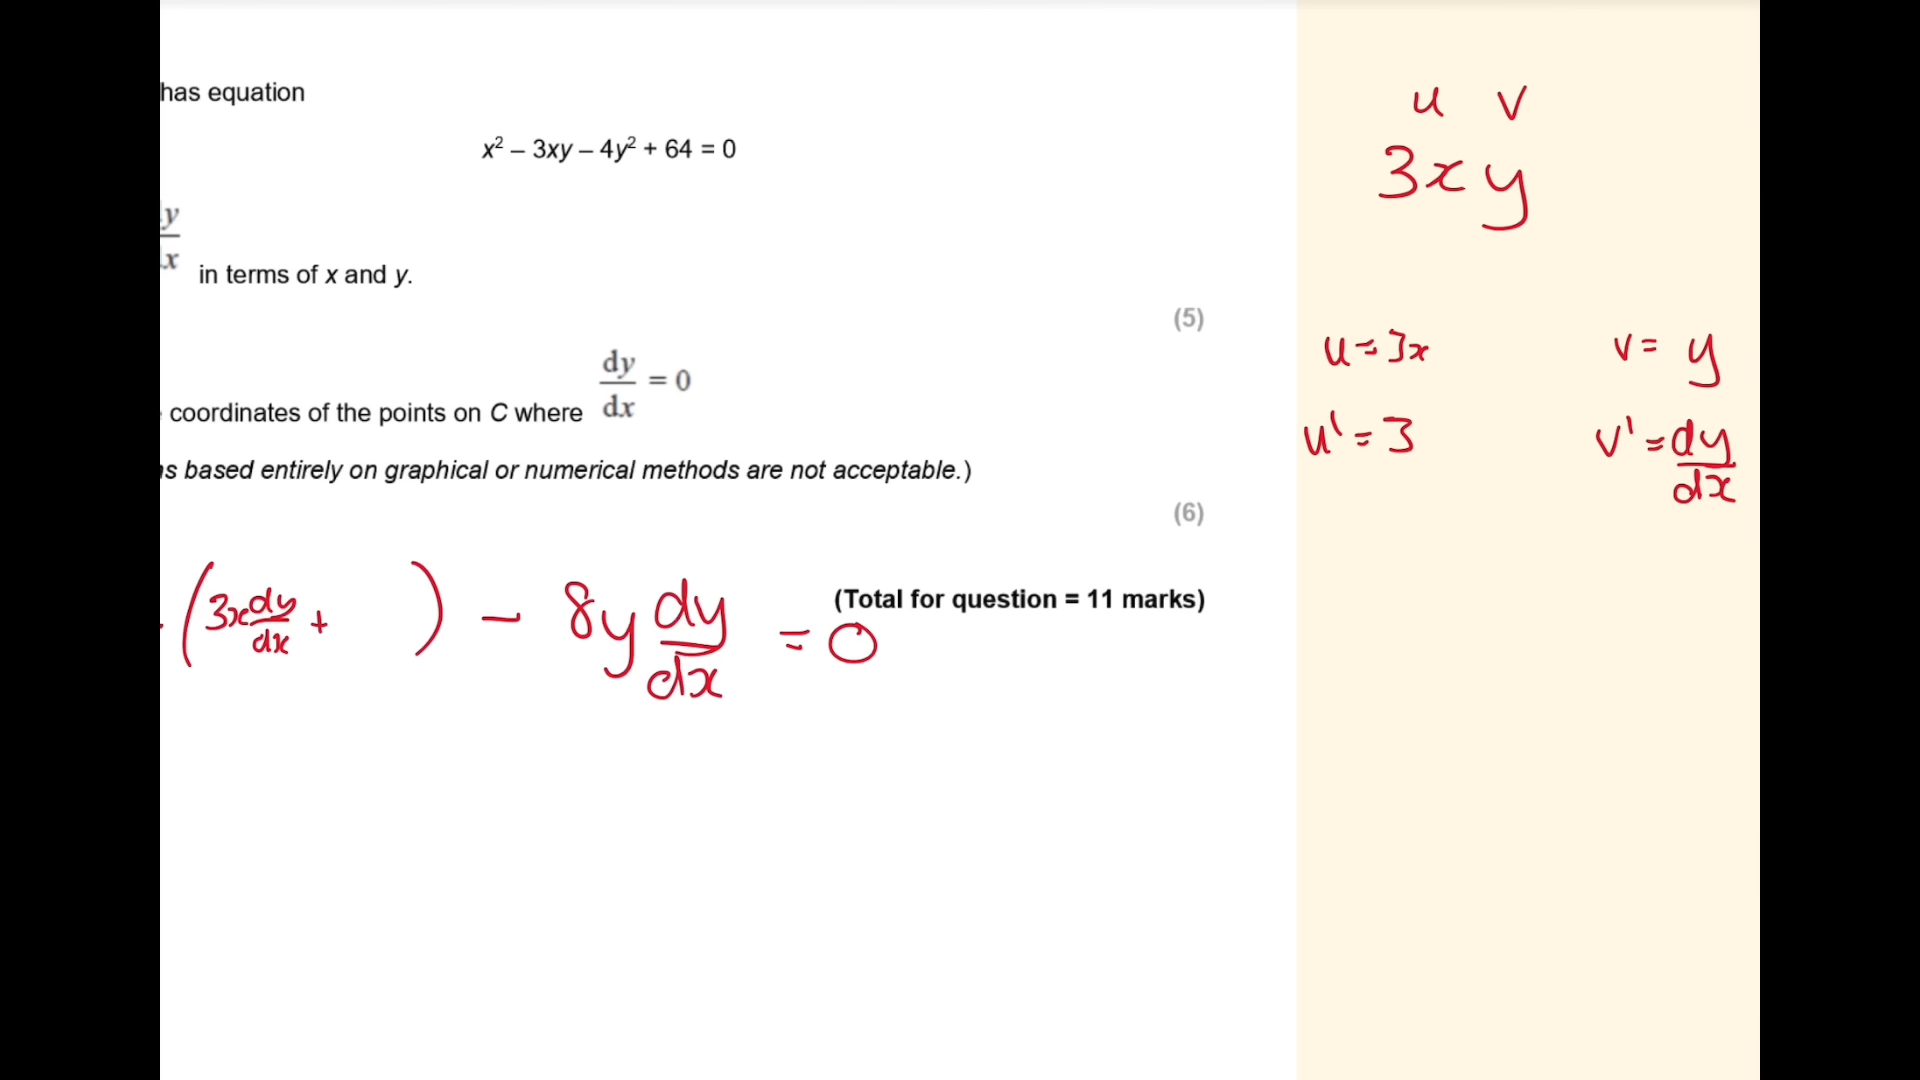 has equation
x² – 3xy – 4y² + 64 = 0
y
x
in terms of x and y.
(5)
dy/dx = 0
coordinates of the points on C where
s based entirely on graphical or numerical methods are not acceptable.)
(6)
(Total for question = 11 marks)
(3x dy/dx + ) – 8y dy/dx = 0
u v
3xy
u = 3x v = y
u' = 3 v' = dy/dx